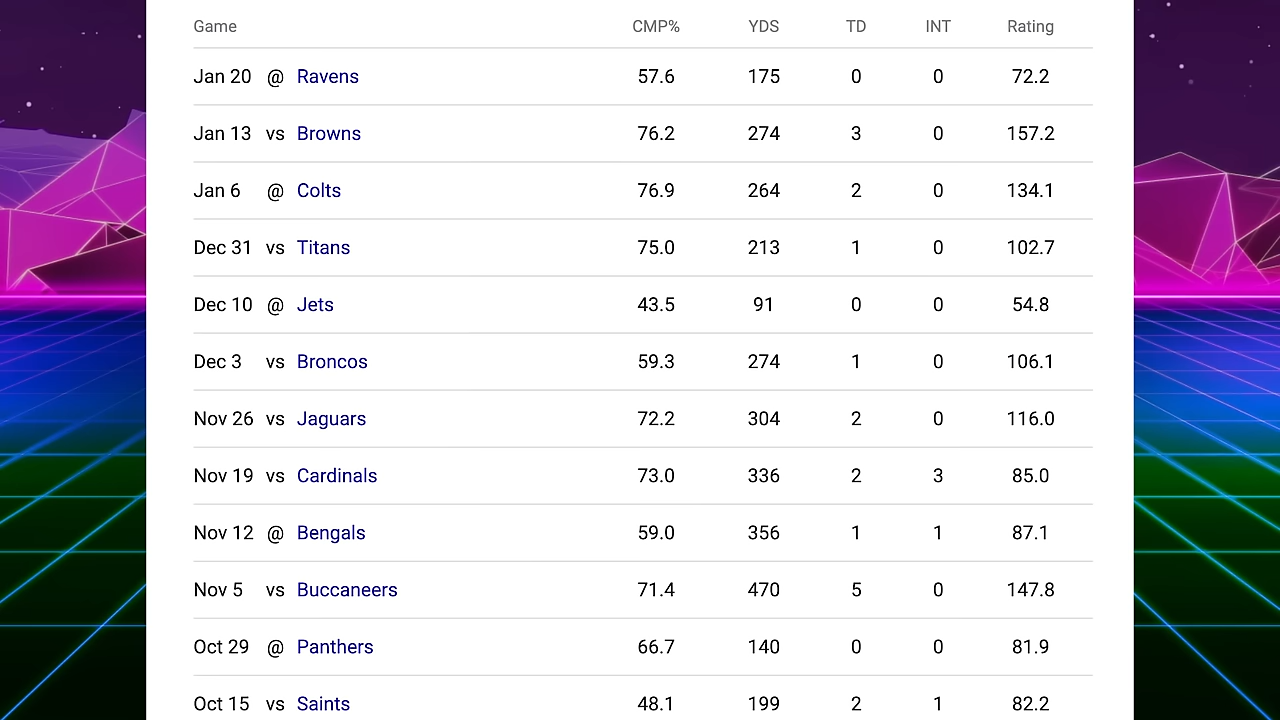 Game CMP% YDS TD INT Rating
Jan 20 @ Ravens 57.6 175 0 0 72.2
Jan 13 vs Browns 76.2 274 3 0 157.2
Jan 6 @ Colts 76.9 264 2 0 134.1
Dec 31 vs Titans 75.0 213 1 0 102.7
Dec 10 @ Jets 43.5 91 0 0 54.8
Dec 3 vs Broncos 59.3 274 1 0 106.1
Nov 26 vs Jaguars 72.2 304 2 0 116.0
Nov 19 vs Cardinals 73.0 336 2 3 85.0
Nov 12 @ Bengals 59.0 356 1 1 87.1
Nov 5 vs Buccaneers 71.4 470 5 0 147.8
Oct 29 @ Panthers 66.7 140 0 0 81.9
Oct 15 vs Saints 48.1 199 2 1 82.2